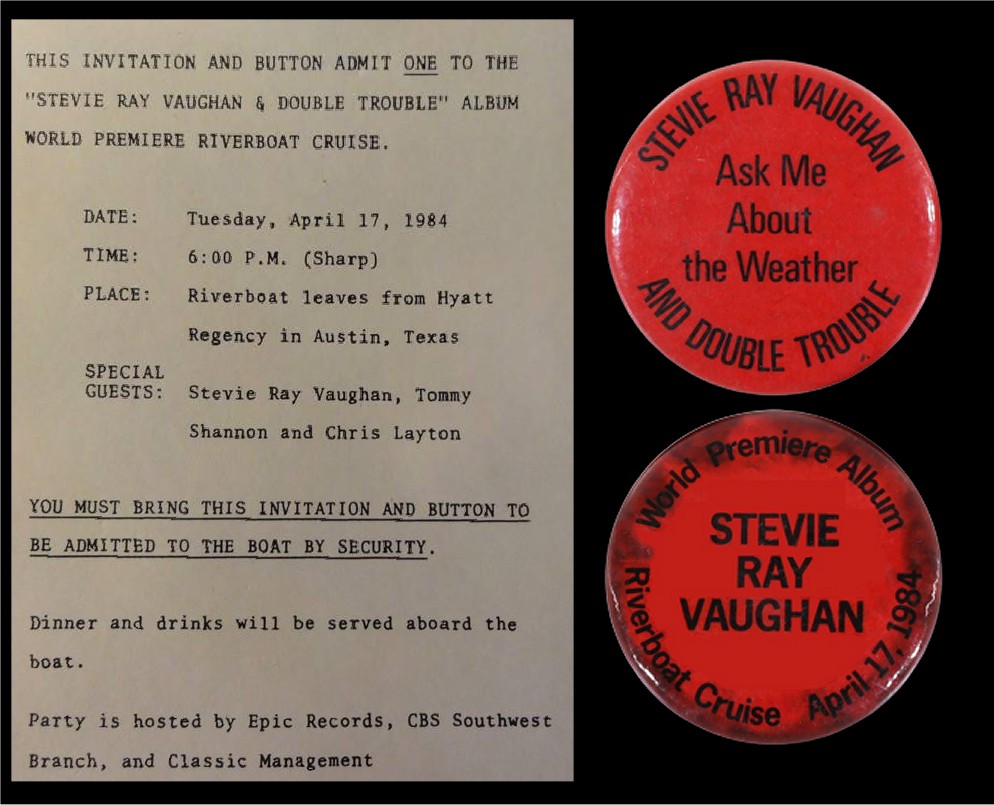 THIS INVITATION AND BUTTON ADMIT ONE TO THE
"STEVIE RAY VAUGHAN & DOUBLE TROUBLE" ALBUM
WORLD PREMIERE RIVERBOAT CRUISE.
DATE: Tuesday, April 17, 1984
TIME: 6:00 P.M. (Sharp)
PLACE: Riverboat leaves from Hyatt
Regency in Austin, Texas
SPECIAL
GUESTS: Stevie Ray Vaughan, Tommy
Shannon and Chris Layton
YOU MUST BRING THIS INVITATION AND BUTTON TO
BE ADMITTED TO THE BOAT BY SECURITY.
Dinner and drinks will be served aboard the
boat.
Party is hosted by Epic Records, CBS Southwest
Branch, and Classic Management
STEVIE RAY VAUGHAN
Ask Me
About
the Weather
AND DOUBLE TROUBLE
World Premiere Album
STEVIE
RAY
VAUGHAN
Riverboat Cruise April 17, 1984